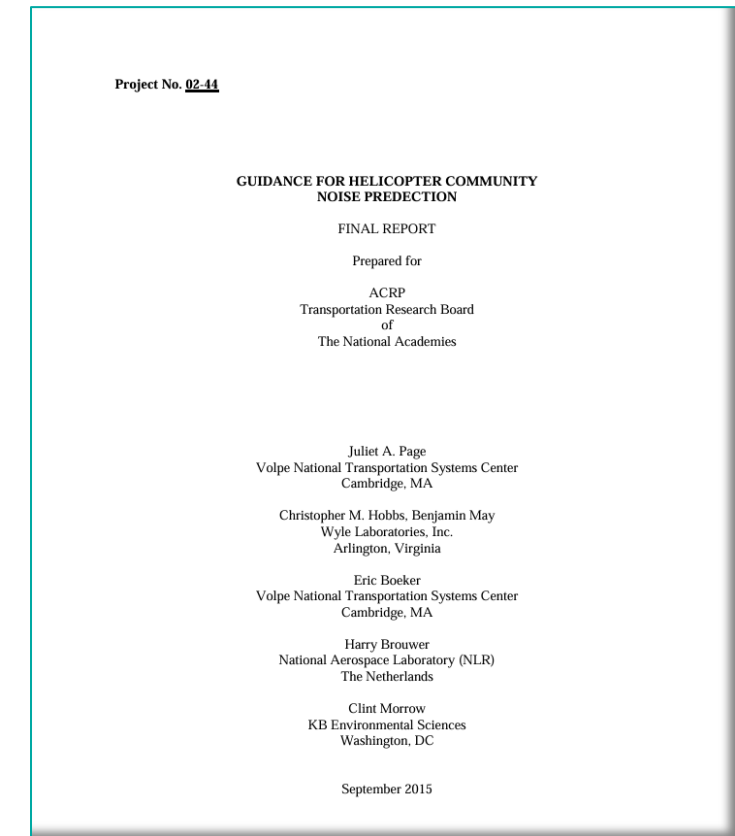 Project No. 02-44
GUIDANCE FOR HELICOPTER COMMUNITY
NOISE PREDECTION
FINAL REPORT
Prepared for
ACRP
Transportation Research Board
of
The National Academies
Juliet A. Page
Volpe National Transportation Systems Center
Cambridge, MA
Christopher M. Hobbs, Benjamin May
Wyle Laboratories, Inc.
Arlington, Virginia
Eric Boeker
Volpe National Transportation Systems Center
Cambridge, MA
Harry Brouwer
National Aerospace Laboratory (NLR)
The Netherlands
Clint Morrow
KB Environmental Sciences
Washington, DC
September 2015